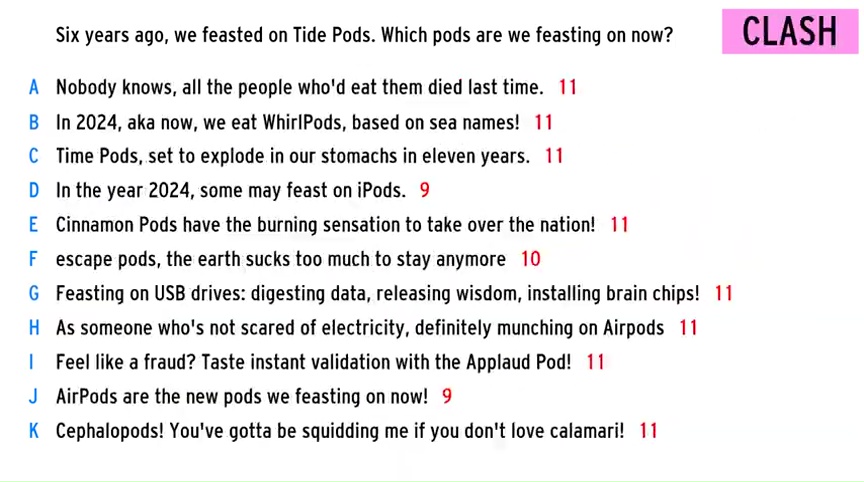 Six years ago, we feasted on Tide Pods. Which pods are we feasting on now?
CLASH
A Nobody knows, all the people who'd eat them died last time. 11
B In 2024, aka now, we eat WhirlPods, based on sea names! 11
C Time Pods, set to explode in our stomachs in eleven years. 11
D In the year 2024, some may feast on iPods. 9
E Cinnamon Pods have the burning sensation to take over the nation! 11
F escape pods, the earth sucks too much to stay anymore 10
G Feasting on USB drives: digesting data, releasing wisdom, installing brain chips! 11
H As someone who's not scared of electricity, definitely munching on Airpods 11
I Feel like a fraud? Taste instant validation with the Applaud Pod! 11
J AirPods are the new pods we feasting on now! 9
K Cephalopods! You've gotta be squidding me if you don't love calamari! 11